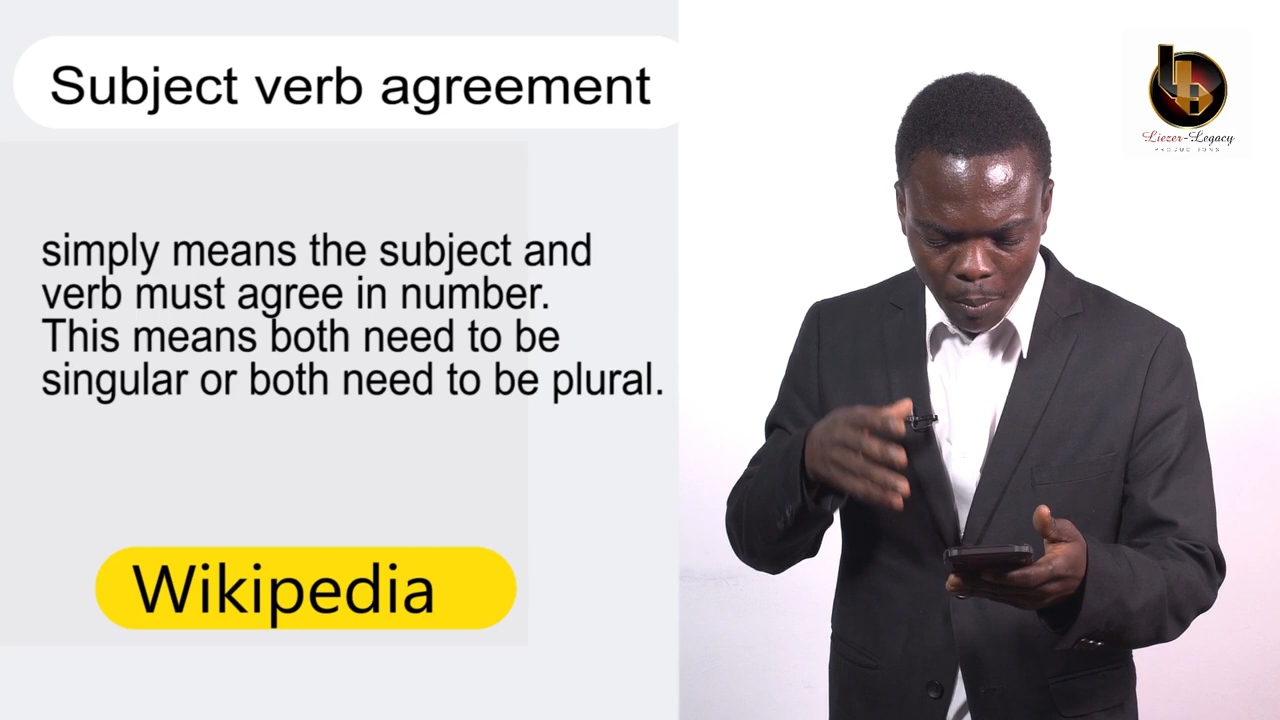 Subject verb agreement
simply means the subject and
verb must agree in number.
This means both need to be
singular or both need to be plural.
Wikipedia
Liezer-Legacy
PRODUCTIONS